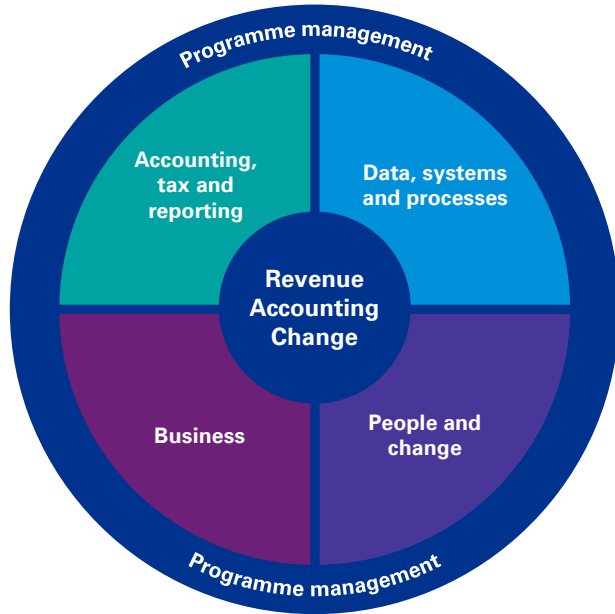 Programme management
Accounting,
tax and
reporting
Data, systems
and processes
Revenue
Accounting
Change
Business
People and
change
Programme management